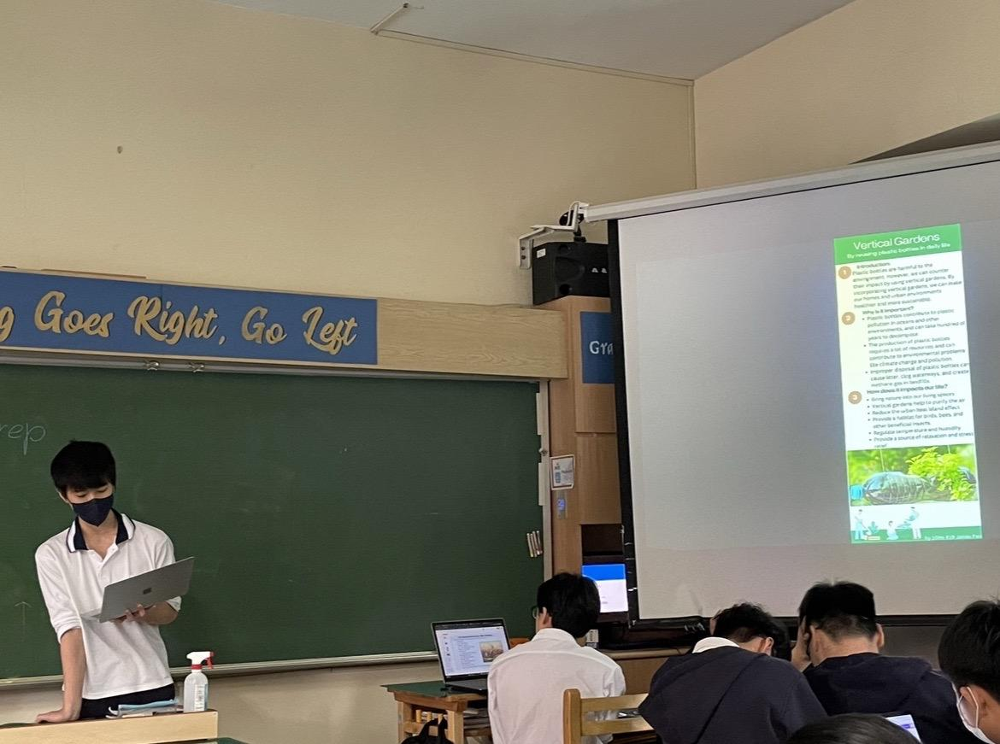 g Goes Right, Go Left
rep
Gra
Vertical Gardens
By reusing plastic bottles in daily life
1
Introduction:
Plastic bottles are harmful to the
environment. However, we can counter
their impact by using vertical gardens. By
incorporating vertical gardens, we can make
our homes and urban environments
healthier and more sustainable.
2
Why is it important?
• Plastic bottles contribute to plastic
pollution in oceans and other
environments, and can take hundred of
years to decompose
• The production of plastic bottles
requires a lot of resources and can
contribute to environmental problems
like climate change and pollution.
• Improper disposal of plastic bottles can
cause litter, clog waterways, and create
methane gas in landfills.
3
How does it impacts our life?
• Bring nature into our living spaces
• Vertical gardens help to purify the air
• Reduce the urban heat island effect
• Provide a habitat for birds, bees, and
other beneficial insects.
• Regulate temperature and humidity
• Provide a source of relaxation and stress
relief